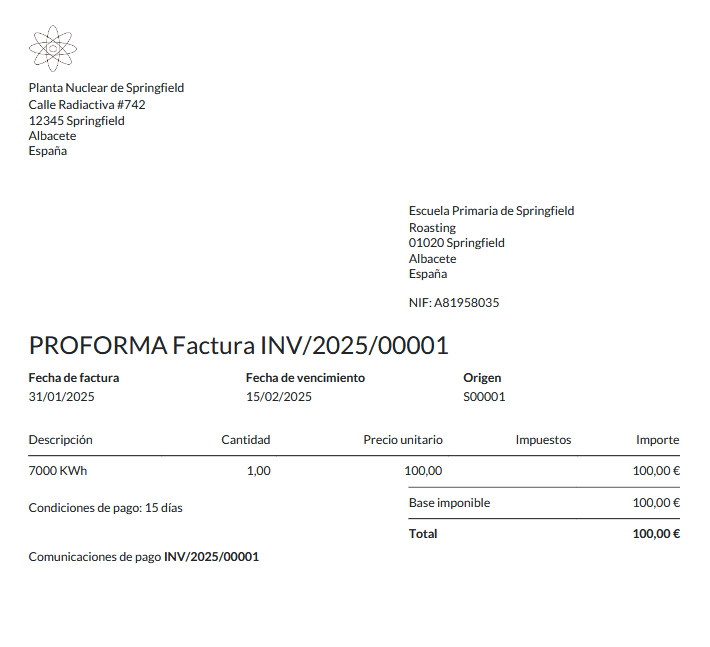 Planta Nuclear de Springfield
Calle Radiactiva #742
12345 Springfield
Albacete
España
Escuela Primaria de Springfield
Roasting
01020 Springfield
Albacete
España
NIF: A81958035
PROFORMA Factura INV/2025/00001
Fecha de factura Fecha de vencimiento Origen
31/01/2025 15/02/2025 S00001
Descripción Cantidad Precio unitario Impuestos Importe
7000 KWh 1,00 100,00 100,00 €
Base imponible 100,00 €
Condiciones de pago: 15 días
Total 100,00 €
Comunicaciones de pago INV/2025/00001